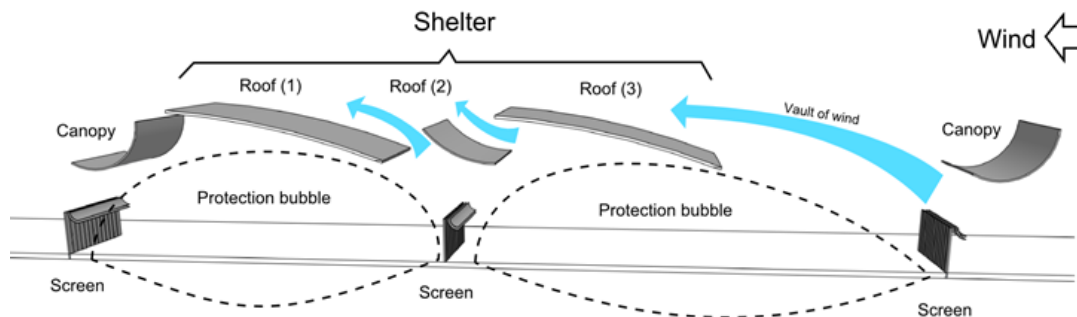 Shelter
Wind
Roof (1)
Roof (2)
Roof (3)
Canopy
Vault of wind
Canopy
Protection bubble
Protection bubble
Screen
Screen
Screen